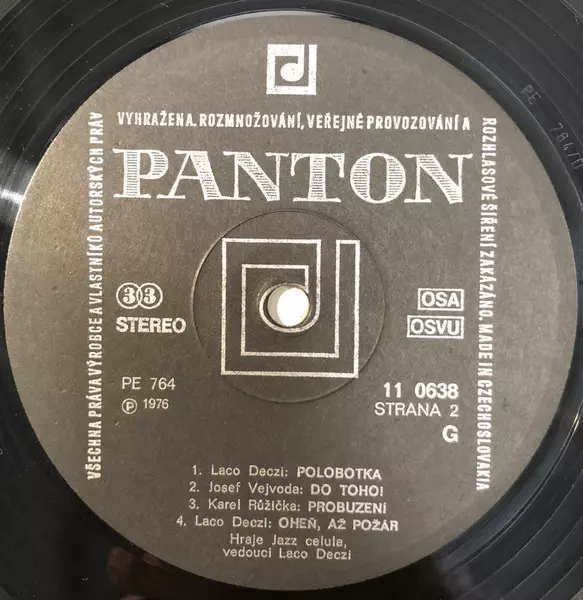 VŠECHNA PRÁVA VÝROBCE A VLASTNÍKO AUTORSKÝCH PRÁV
VYHRAŽENA. ROZMNOŽOVÁNÍ, VEŘEJNÉ PROVOZOVÁNÍ A
ROZHLASOVÉ ŠÍŘENÍ ZAKÁZÁNO. MADE IN CZECHOSLOVAKIA
PANTON
33
STEREO
OSA
OSVU
PE 764
℗ 1976
11 0638
STRANA 2
G
1. Laco Deczi: POLOBOTKA
2. Josef Vejvoda: DO TOHO!
3. Karel Růžička: PROBUZENÍ
4. Laco Deczi: OHEŇ, AŽ POŽÁR
Hraje Jazz celula,
vedoucí Laco Deczi